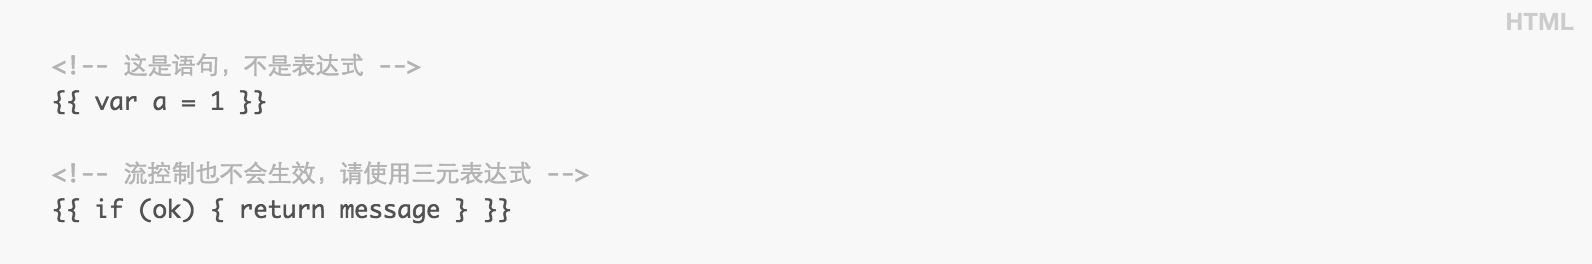 HTML
<!-- 这是语句，不是表达式 -->
{{ var a = 1 }}
<!-- 流控制也不会生效，请使用三元表达式 -->
{{ if (ok) { return message } }}